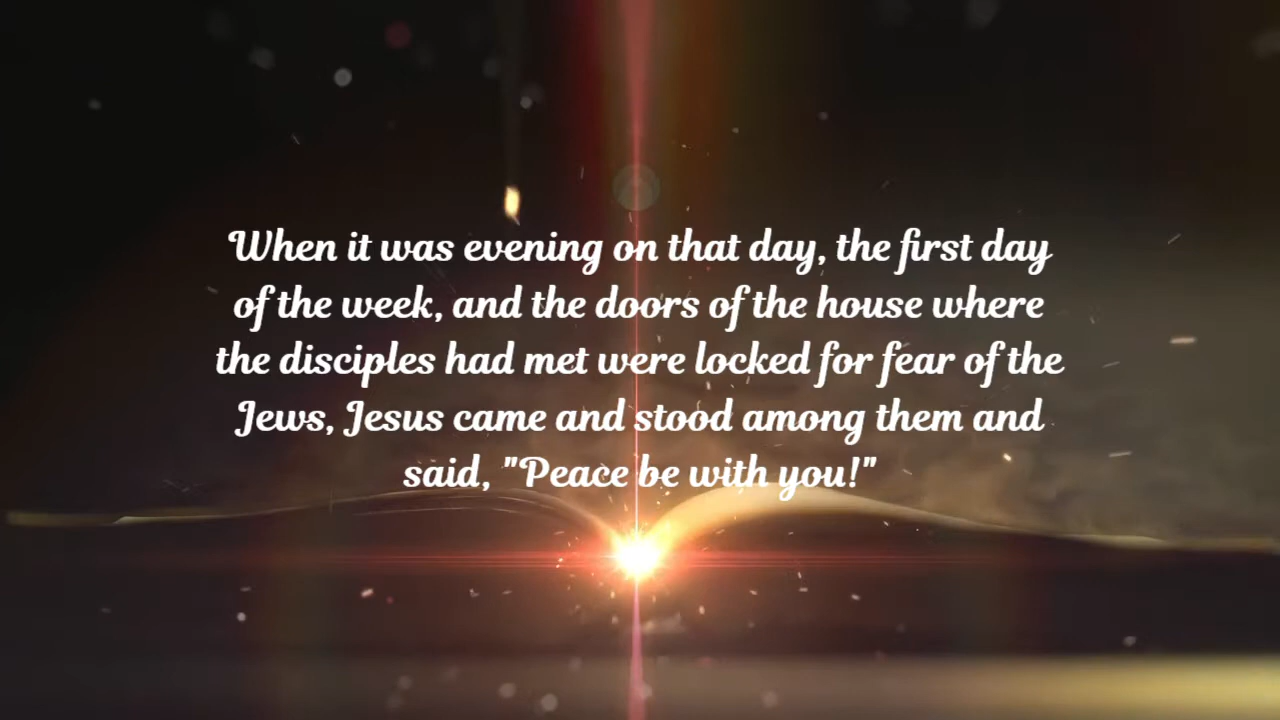 When it was evening on that day, the first day
of the week, and the doors of the house where
the disciples had met were locked for fear of the
Jews, Jesus came and stood among them and
said, "Peace be with you!"